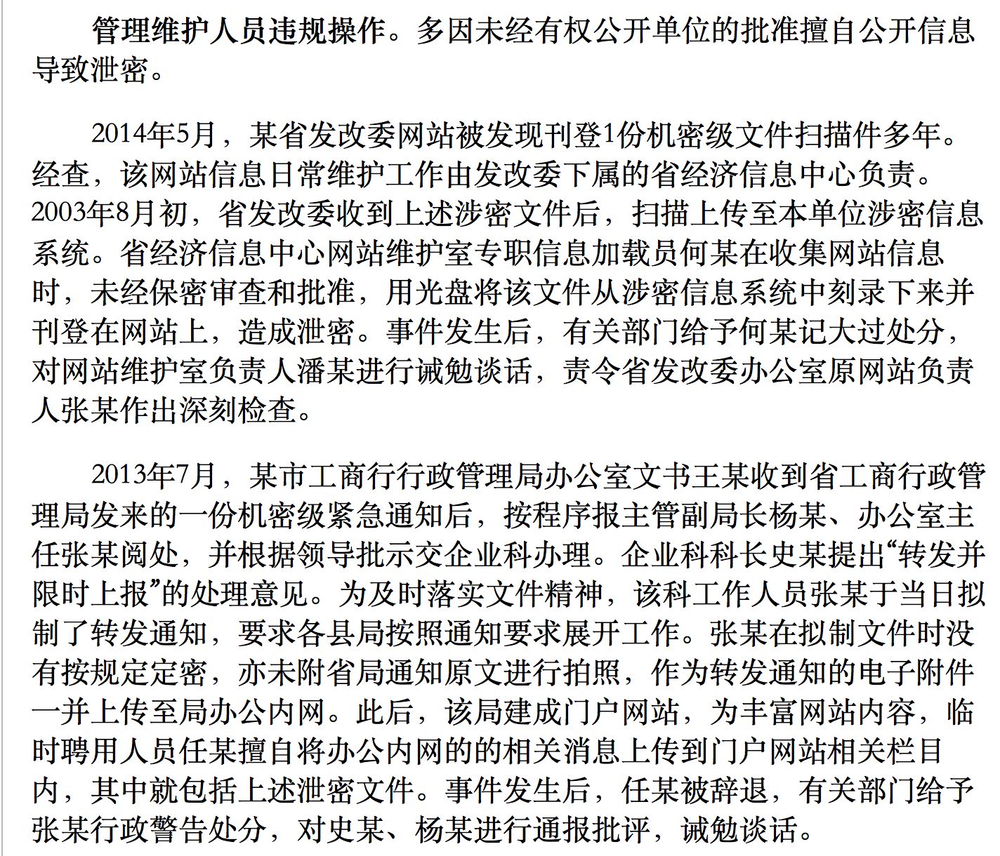 管理维护人员违规操作。多因未经有权公开单位的批准擅自公开信息
导致泄密。
2014年5月，某省发改委网站被发现刊登1份机密级文件扫描件多年。
经查，该网站信息日常维护工作由发改委下属的省经济信息中心负责。
2003年8月初，省发改委收到上述涉密文件后，扫描上传至本单位涉密信息
系统。省经济信息中心网站维护室专职信息加载员何某在收集网站信息
时，未经保密审查和批准，用光盘将该文件从涉密信息系统中刻录下来并
刊登在网站上，造成泄密。事件发生后，有关部门给予何某记大过处分，
对网站维护室负责人潘某进行诫勉谈话，责令省发改委办公室原网站负责
人张某作出深刻检查。
2013年7月，某市工商行行政管理局办公室文书王某收到省工商行政管
理局发来的一份机密级紧急通知后，按程序报主管副局长杨某、办公室主
任张某阅处，并根据领导批示交企业科办理。企业科科长史某提出“转发并
限时上报”的处理意见。为及时落实文件精神，该科工作人员张某于当日拟
制了转发通知，要求各县局按照通知要求展开工作。张某在拟制文件时没
有按规定定密，亦未附省局通知原文进行拍照，作为转发通知的电子附件
一并上传至局办公内网。此后，该局建成门户网站，为丰富网站内容，临
时聘用人员任某擅自将办公内网的的相关消息上传到门户网站相关栏目
内，其中就包括上述泄密文件。事件发生后，任某被辞退，有关部门给予
张某行政警告处分，对史某、杨某进行通报批评，诫勉谈话。